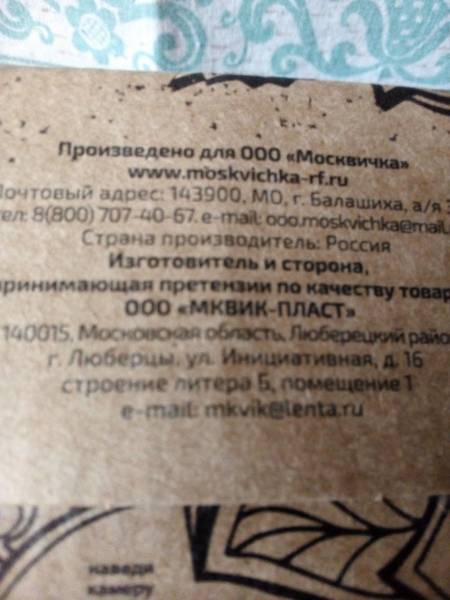 Произведено для ООО «Москвичка»
www.moskvichka-rf.ru
Почтовый адрес: 143900, МО, г. Балашиха, а/я
тел: 8(800) 707-40-67. e-mail: ooo.moskvichka@mail.
Страна производитель: Россия
Изготовитель и сторона,
принимающая претензии по качеству товар
ООО «МКВИК-ПЛАСТ»
140015, Московская область, Люберецкий райо
г. Люберцы, ул. Инициативная, д. 16
строение литера Б, помещение 1
e-mail: mkvik@lenta.ru
наведи
камеру